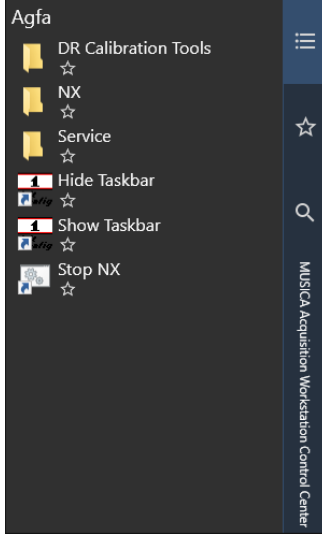 Agfa
DR Calibration Tools
NX
Service
1
Hide Taskbar
1
Show Taskbar
Stop NX
MUSICA Acquisition Workstation Control Center